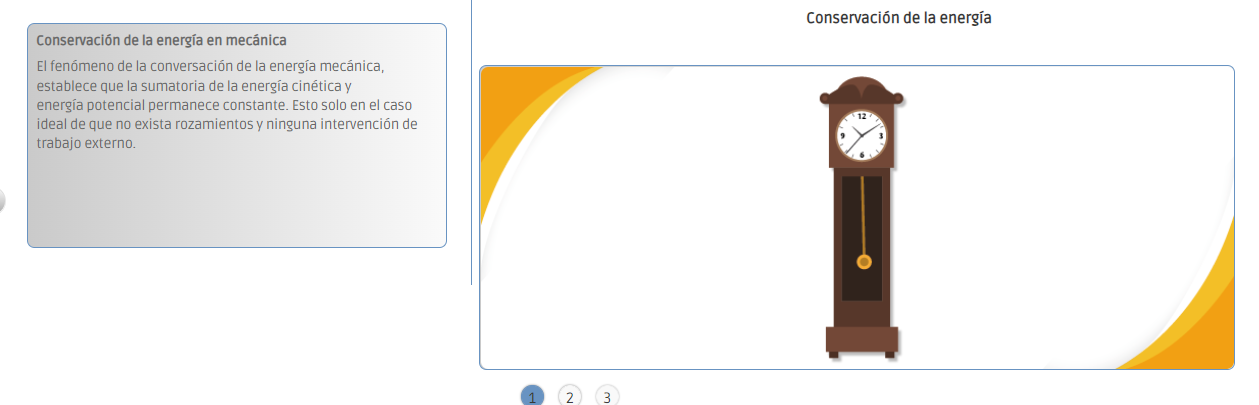 Conservación de la energía en mecánica
El fenómeno de la conversación de la energía mecánica,
establece que la sumatoria de la energía cinética y
energía potencial permanece constante. Esto solo en el caso
ideal de que no exista rozamientos y ninguna intervención de
trabajo externo.
Conservación de la energía
12
9 3
6
1 2 3